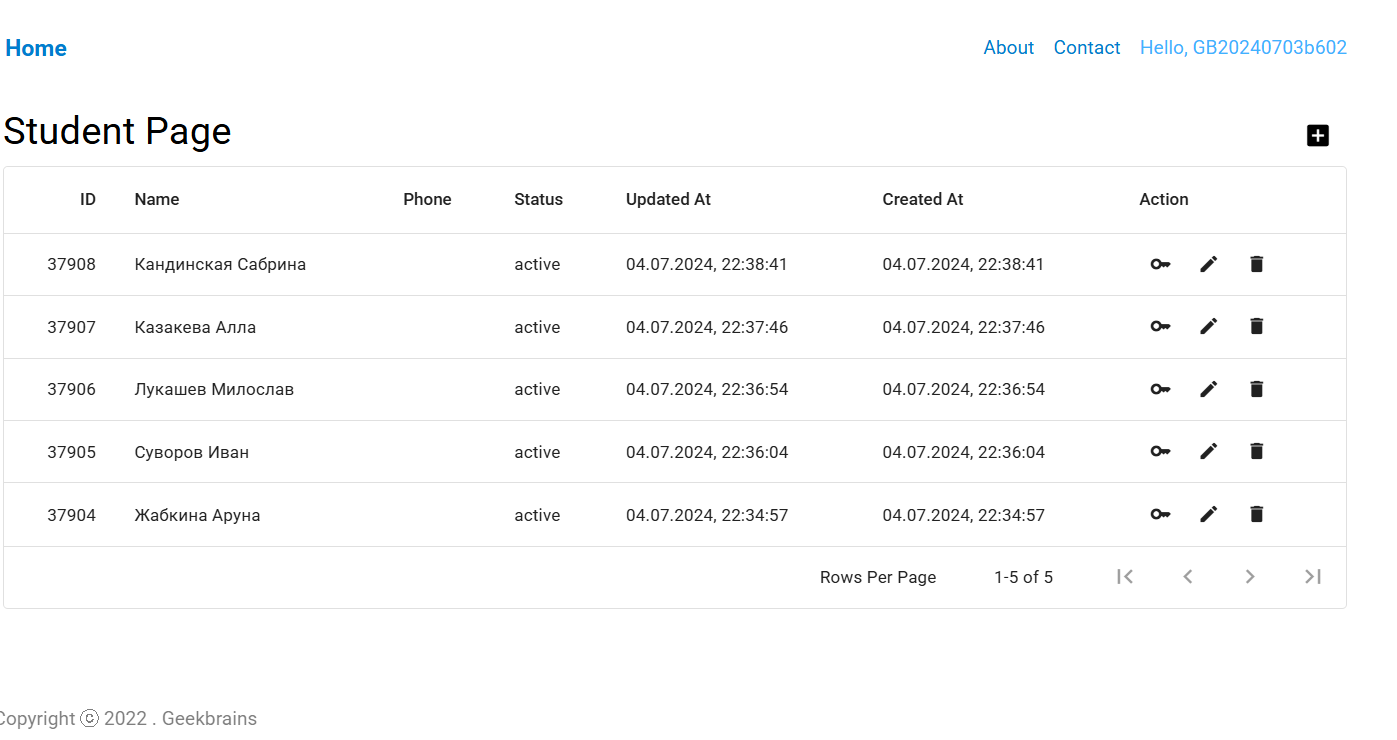 Home About Contact Hello, GB20240703b602
Student Page
ID Name Phone Status Updated At Created At Action
37908 Кандинская Сабрина active 04.07.2024, 22:38:41 04.07.2024, 22:38:41
37907 Казакева Алла active 04.07.2024, 22:37:46 04.07.2024, 22:37:46
37906 Лукашев Милослав active 04.07.2024, 22:36:54 04.07.2024, 22:36:54
37905 Суворов Иван active 04.07.2024, 22:36:04 04.07.2024, 22:36:04
37904 Жабкина Аруна active 04.07.2024, 22:34:57 04.07.2024, 22:34:57
Rows Per Page 1-5 of 5
Copyright © 2022 . Geekbrains